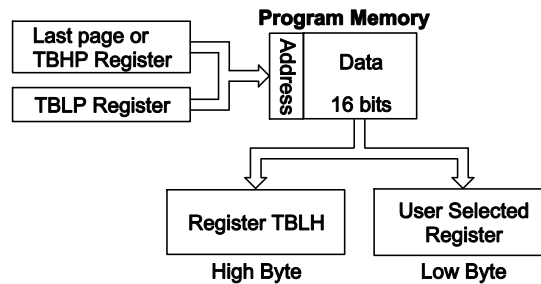 Program Memory
Last page or
TBHP Register
TBLP Register
Address
Data
16 bits
Register TBLH
High Byte
User Selected
Register
Low Byte